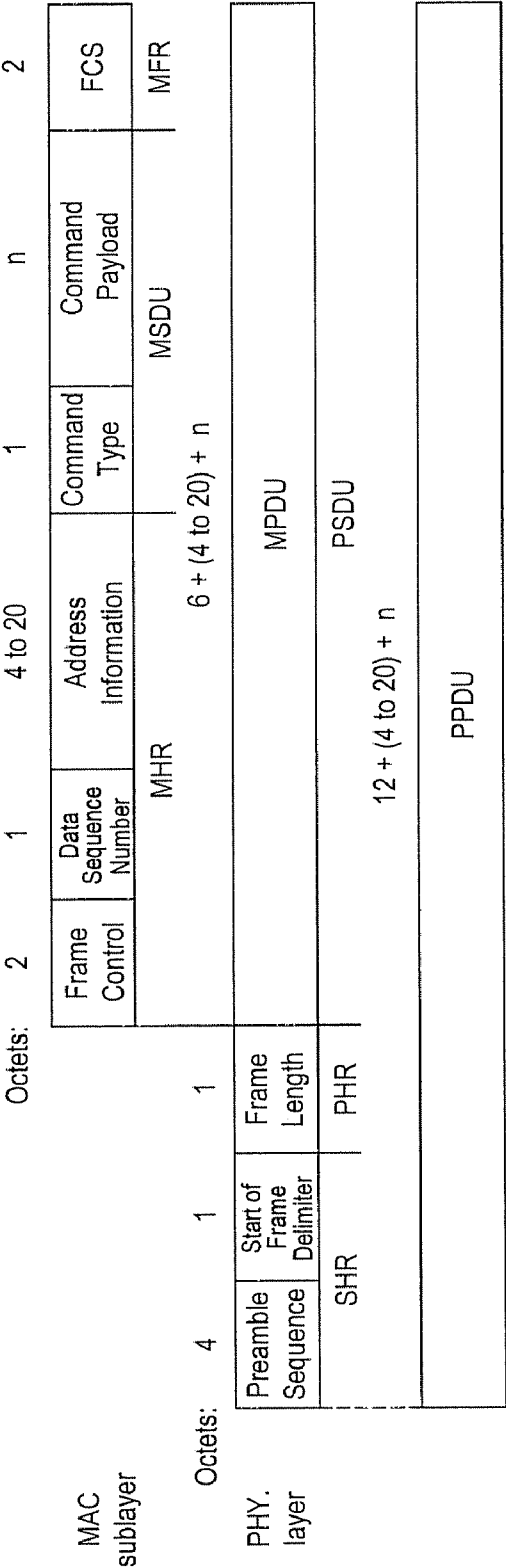 Octets: 2 1 4 to 20 1 n 2
MAC
sublayer
Frame
Control
Data
Sequence
Number
Address
Information
Command
Type
Command
Payload
FCS
MHR
MSDU
MFR
Octets: 4 1 1 6 + (4 to 20) + n
PHY.
layer
Preamble
Sequence
Start of
Frame
Delimiter
Frame
Length
MPDU
SHR
PHR
PSDU
12 + (4 to 20) + n
PPDU